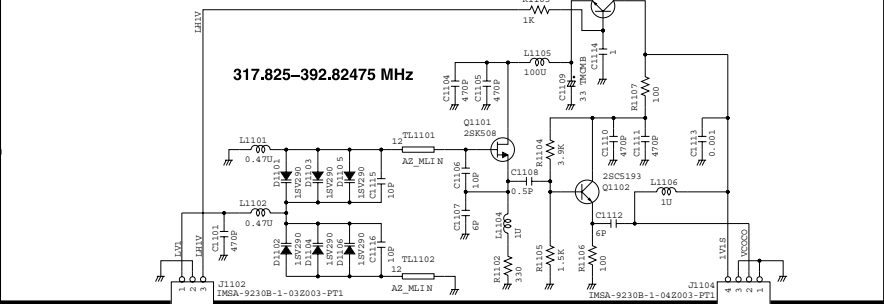 R1103
1K
LH1V
C1114
1
L1105
100U
317.825–392.82475 MHz
C1104
470P
C1105
470P
C1109
33 TMCMB
R1107
100
Q1101
2SK508
L1101
0.47U
12
TL1101
AZ_MLIN
D1101
1SV290
D1103
1SV290
D1105
1SV290
C1115
10P
C1106
10P
C1108
0.5P
R1104
3.9K
C1110
470P
C1111
470P
C1113
0.001
2SC5193
Q1102
L1106
1U
L1102
0.47U
C1107
6P
L1104
1U
C1112
6P
LV1
LH1V
C1101
470P
D1102
1SV290
D1104
1SV290
D1106
1SV290
C1116
10P
TL1102
12
AZ_MLIN
R1102
330
R1105
1.5K
R1106
100
1V1S
VCOCO
1 2 3
J1102
IMSA-9230B-1-03Z003-PT1
J1104
IMSA-9230B-1-04Z003-PT1
4 3 2 1